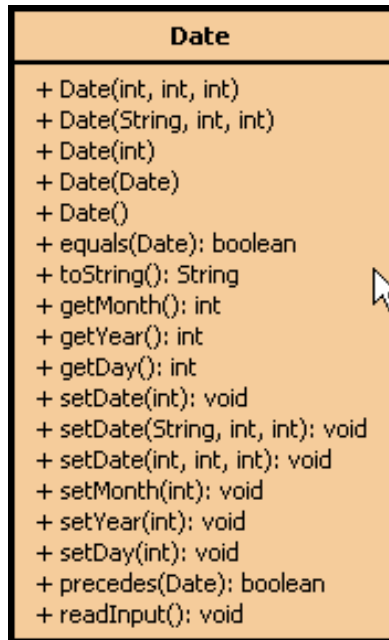 Date
+ Date(int, int, int)
+ Date(String, int, int)
+ Date(int)
+ Date(Date)
+ Date()
+ equals(Date): boolean
+ toString(): String
+ getMonth(): int
+ getYear(): int
+ getDay(): int
+ setDate(int): void
+ setDate(String, int, int): void
+ setDate(int, int, int): void
+ setMonth(int): void
+ setYear(int): void
+ setDay(int): void
+ precedes(Date): boolean
+ readInput(): void